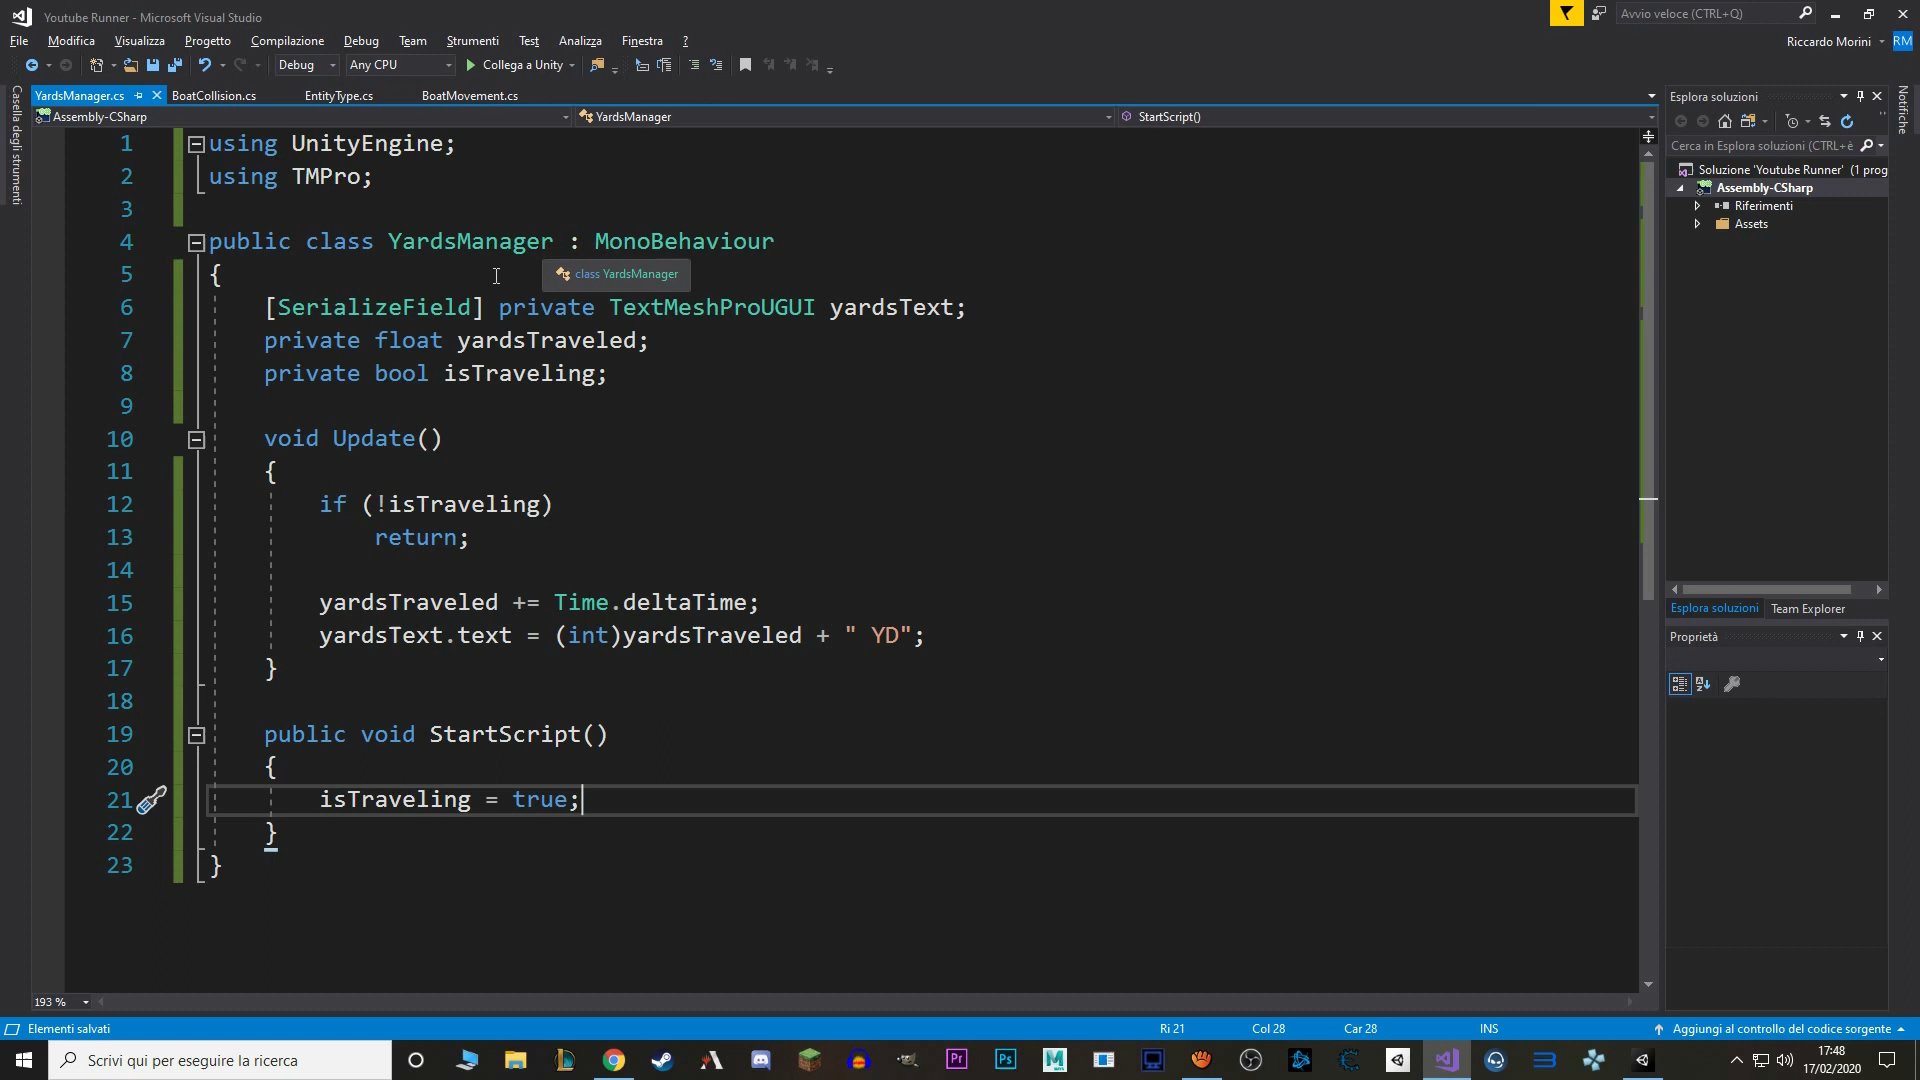 Youtube Runner - Microsoft Visual Studio
Avvio veloce (CTRL+Q)
File Modifica Visualizza Progetto Compilazione Debug Team Strumenti Test Analizza Finestra ?
Riccardo Morini RM
Debug Any CPU Collega a Unity
Casella degli strumenti
YardsManager.cs BoatCollision.cs EntityType.cs BoatMovement.cs
Assembly-CSharp YardsManager StartScript()
1 using UnityEngine;
2 using TMPro;
3
4 public class YardsManager : MonoBehaviour
5 {
class YardsManager
6 [SerializeField] private TextMeshProUGUI yardsText;
7 private float yardsTraveled;
8 private bool isTraveling;
9
10 void Update()
11 {
12 if (!isTraveling)
13 return;
14
15 yardsTraveled += Time.deltaTime;
16 yardsText.text = (int)yardsTraveled + " YD";
17 }
18
19 public void StartScript()
20 {
21 isTraveling = true;
22 }
23 }
193 %
Esplora soluzioni
Notifiche
Cerca in Esplora soluzioni (CTRL+è
Soluzione 'Youtube Runner' (1 prog
Assembly-CSharp
Riferimenti
Assets
Esplora soluzioni Team Explorer
Proprietà
Elementi salvati
Ri 21 Col 28 Car 28 INS
Aggiungi al controllo del codice sorgente
Scrivi qui per eseguire la ricerca
Pr Ps M
17:48
17/02/2020